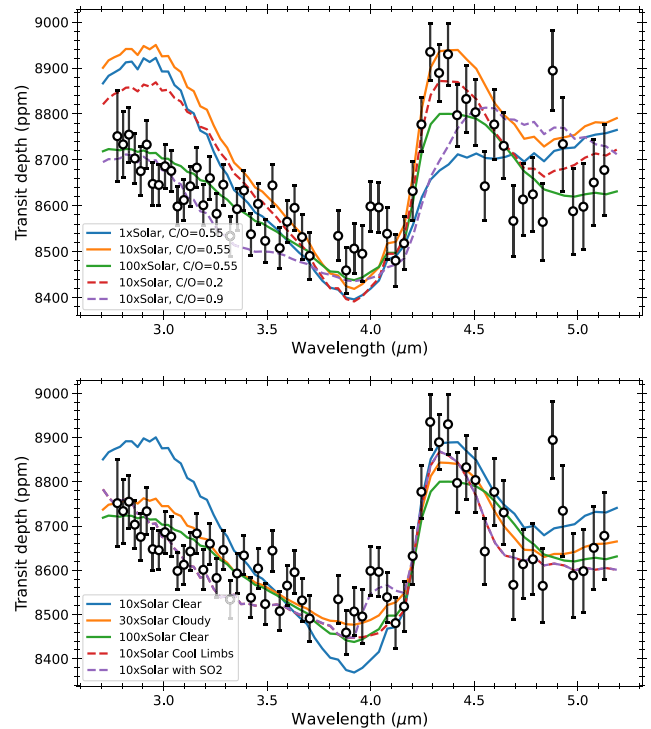 9000
8900
8800
8700
8600
8500
8400
Transit depth (ppm)
1xSolar, C/O=0.55
10xSolar, C/O=0.55
100xSolar, C/O=0.55
10xSolar, C/O=0.2
10xSolar, C/O=0.9
3.0 3.5 4.0 4.5 5.0
Wavelength (μm)
9000
8900
8800
8700
8600
8500
8400
Transit depth (ppm)
10xSolar Clear
30xSolar Cloudy
100xSolar Clear
10xSolar Cool Limbs
10xSolar with SO2
3.0 3.5 4.0 4.5 5.0
Wavelength (μm)